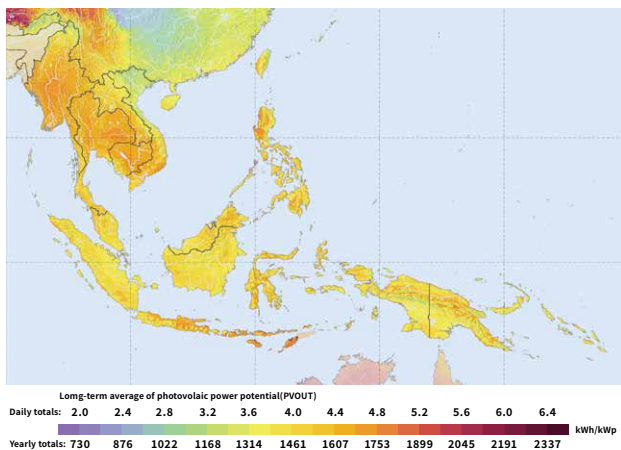 Lomg-term average of photovolaic power potential(PVOUT)
Daily totals: 2.0 2.4 2.8 3.2 3.6 4.0 4.4 4.8 5.2 5.6 6.0 6.4
kWh/kWp
Yearly totals: 730 876 1022 1168 1314 1461 1607 1753 1899 2045 2191 2337